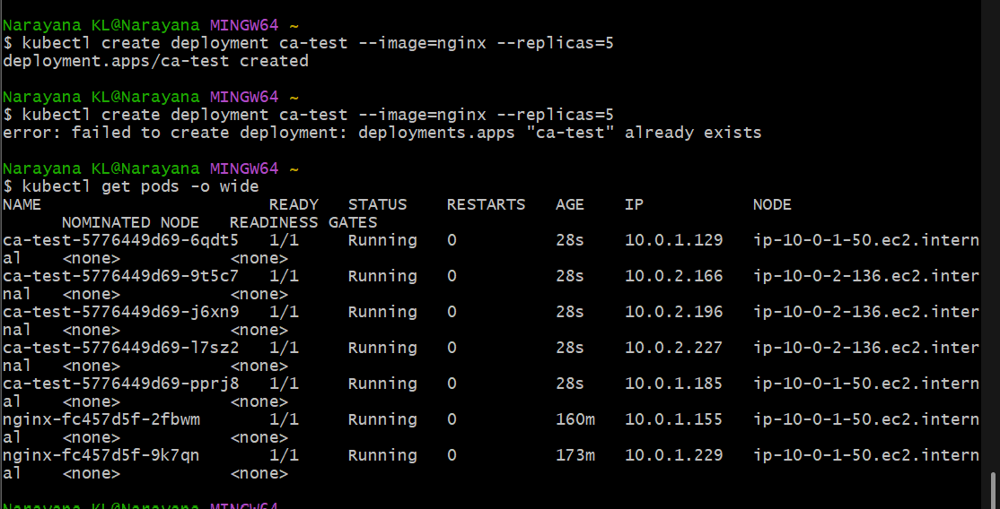 Narayana KL@Narayana MINGW64 ~
$ kubectl create deployment ca-test --image=nginx --replicas=5
deployment.apps/ca-test created
Narayana KL@Narayana MINGW64 ~
$ kubectl create deployment ca-test --image=nginx --replicas=5
error: failed to create deployment: deployments.apps "ca-test" already exists
Narayana KL@Narayana MINGW64 ~
$ kubectl get pods -o wide
NAME                       READY   STATUS    RESTARTS   AGE    IP           NODE
      NOMINATED NODE   READINESS GATES
ca-test-5776449d69-6qdt5   1/1     Running   0          28s    10.0.1.129   ip-10-0-1-50.ec2.intern
al    <none>           <none>
ca-test-5776449d69-9t5c7   1/1     Running   0          28s    10.0.2.166   ip-10-0-2-136.ec2.inter
nal   <none>           <none>
ca-test-5776449d69-j6xn9   1/1     Running   0          28s    10.0.2.196   ip-10-0-2-136.ec2.inter
nal   <none>           <none>
ca-test-5776449d69-l7sz2   1/1     Running   0          28s    10.0.2.227   ip-10-0-2-136.ec2.inter
nal   <none>           <none>
ca-test-5776449d69-pprj8   1/1     Running   0          28s    10.0.1.185   ip-10-0-1-50.ec2.intern
al    <none>           <none>
nginx-fc457d5f-2fbwm       1/1     Running   0          160m   10.0.1.155   ip-10-0-1-50.ec2.intern
al    <none>           <none>
nginx-fc457d5f-9k7qn       1/1     Running   0          173m   10.0.1.229   ip-10-0-1-50.ec2.intern
al    <none>           <none>
Narayana KL@Narayana MINGW64 ~